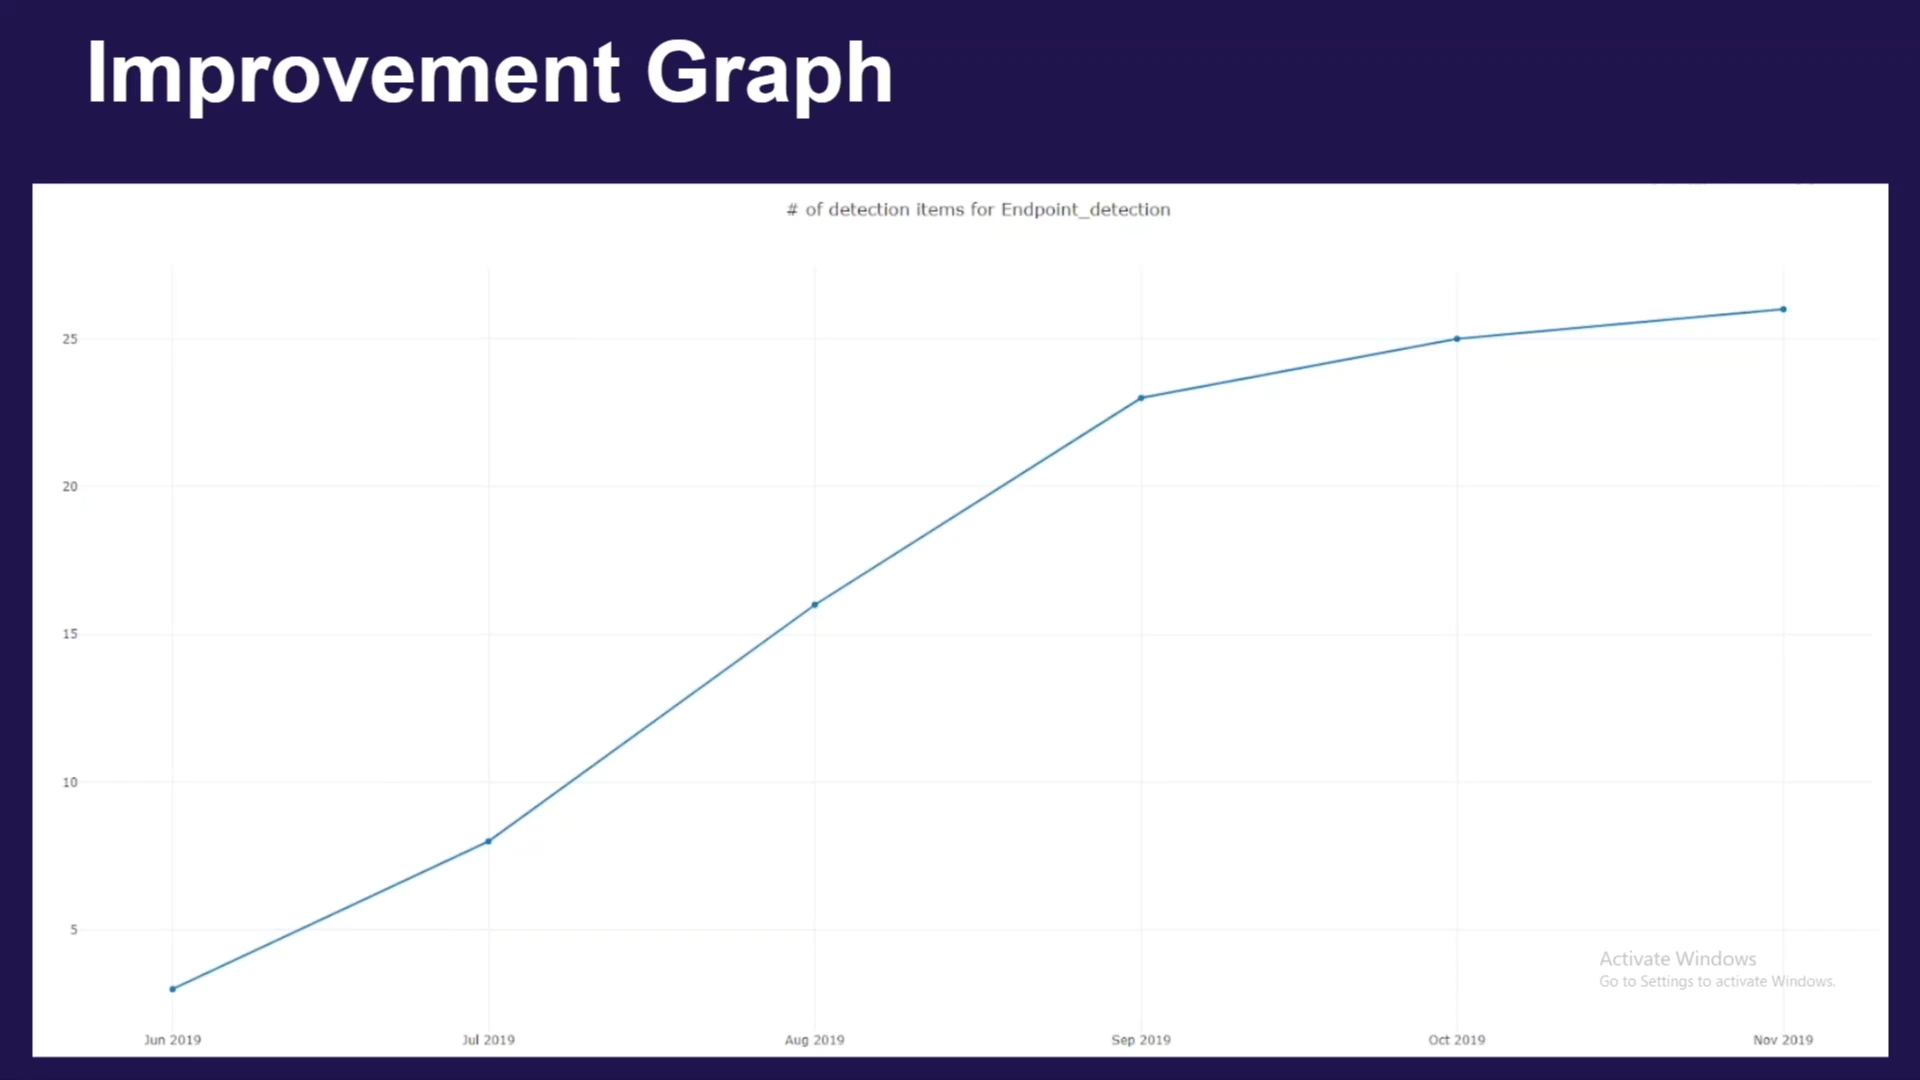 Improvement Graph
# of detection items for Endpoint_detection
25
20
15
10
5
Activate Windows
Go to Settings to activate Windows.
Jun 2019
Jul 2019
Aug 2019
Sep 2019
Oct 2019
Nov 2019